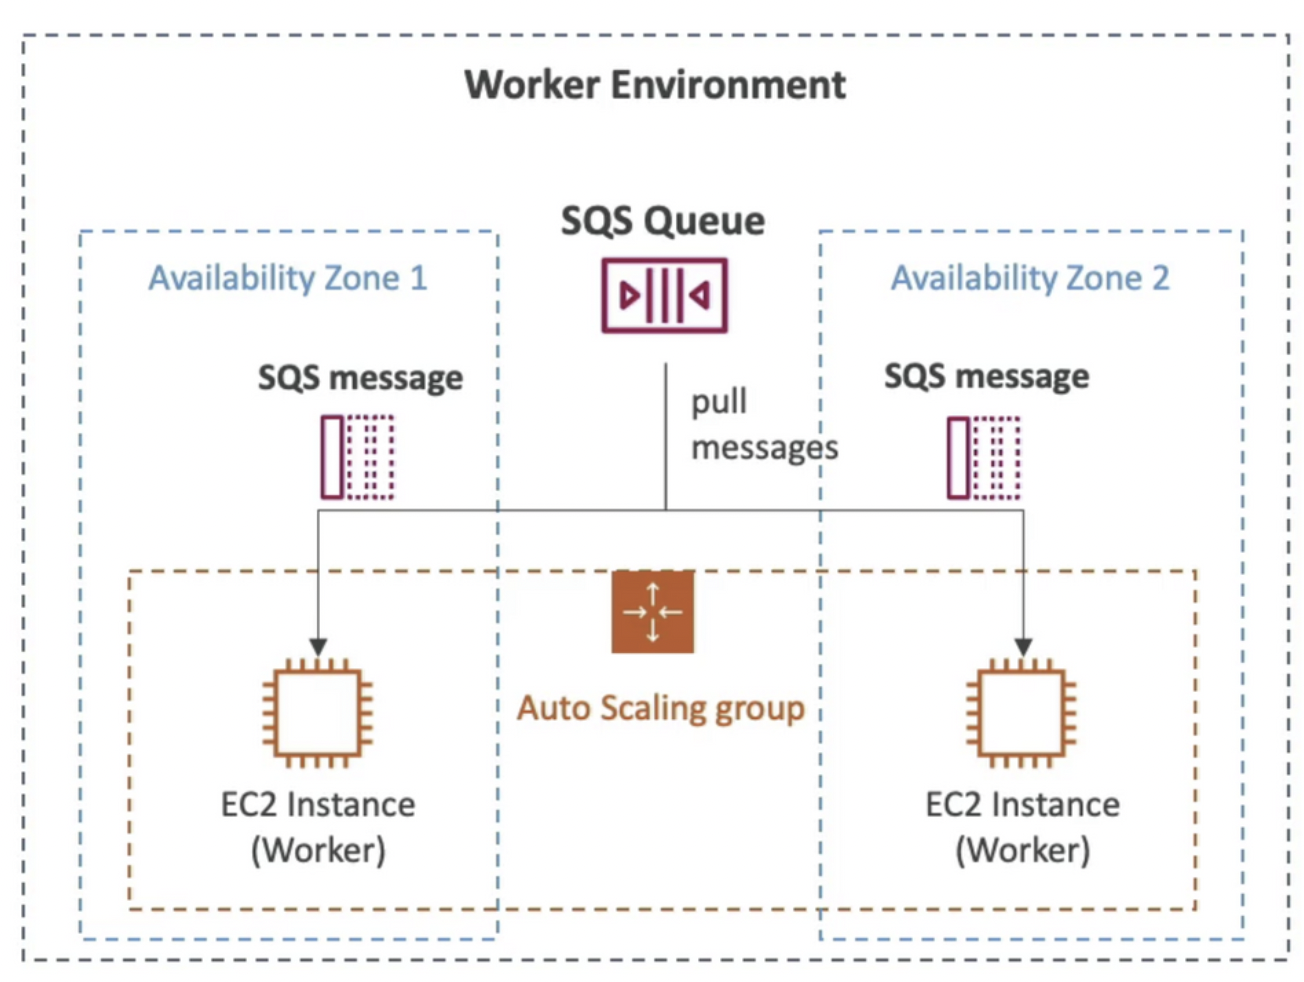 Worker Environment
SQS Queue
Availability Zone 1
Availability Zone 2
SQS message
SQS message
pull
messages
Auto Scaling group
EC2 Instance
(Worker)
EC2 Instance
(Worker)